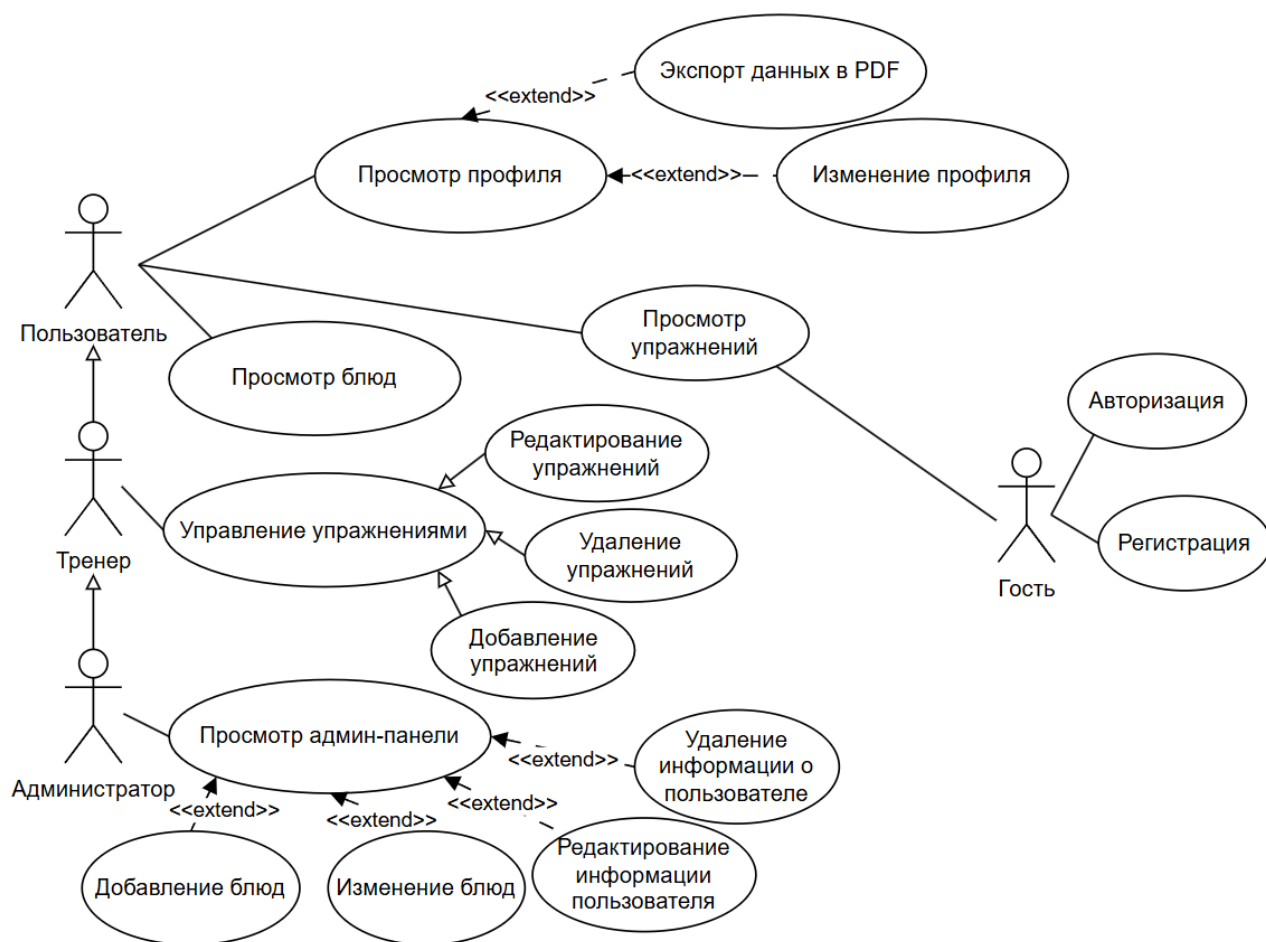 Экспорт данных в PDF
<<extend>>
Просмотр профиля
<<extend>>
Изменение профиля
Пользователь
Просмотр
упражнений
Просмотр блюд
Авторизация
Редактирование
упражнений
Управление упражнениями
Тренер
Удаление
упражнений
Регистрация
Гость
Добавление
упражнений
Просмотр админ-панели
Администратор
<<extend>>
Удаление
информации о
пользователе
<<extend>>
<<extend>>
<<extend>>
Добавление блюд
Изменение блюд
Редактирование
информации
пользователя